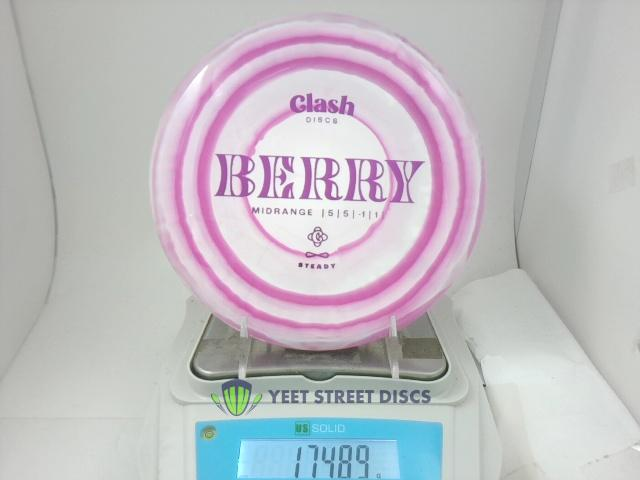 Clash
DISCS
BERRY
MIDRANGE |5|5|-1|1|
STEADY
YEET STREET DISCS
US SOLID
174.89 g